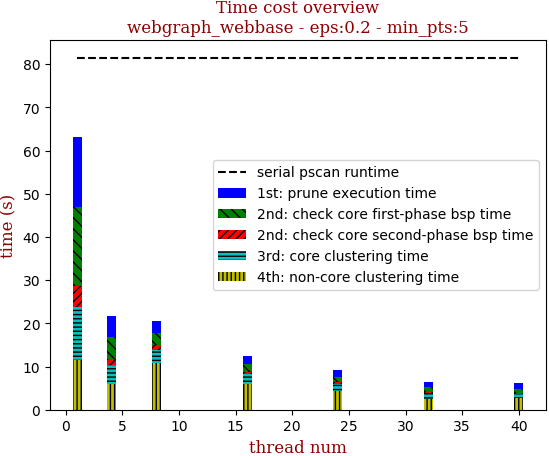 Time cost overview
webgraph_webbase - eps:0.2 - min_pts:5
time (s)
80
70
60
50
40
30
20
10
0
serial pscan runtime
1st: prune execution time
2nd: check core first-phase bsp time
2nd: check core second-phase bsp time
3rd: core clustering time
4th: non-core clustering time
0 5 10 15 20 25 30 35 40
thread num